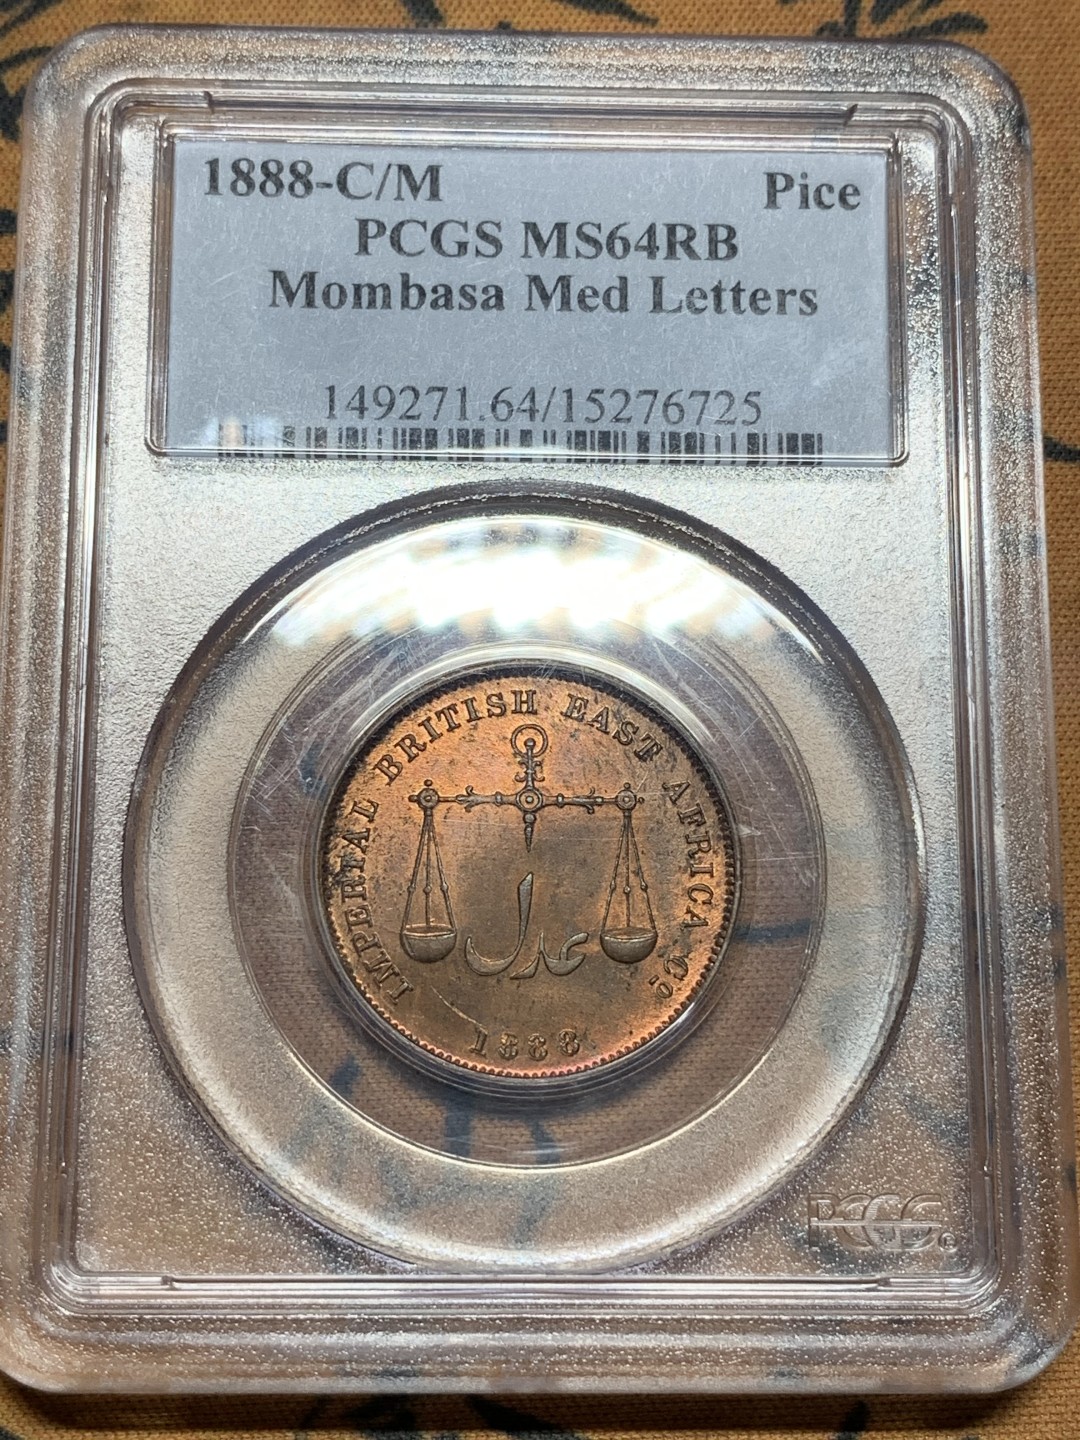 1888-C/M Pice
PCGS MS64RB
Mombasa Med Letters
149271.64/15276725
IMPERIAL BRITISH EAST AFRICA Co
عدل
1888
PCGS